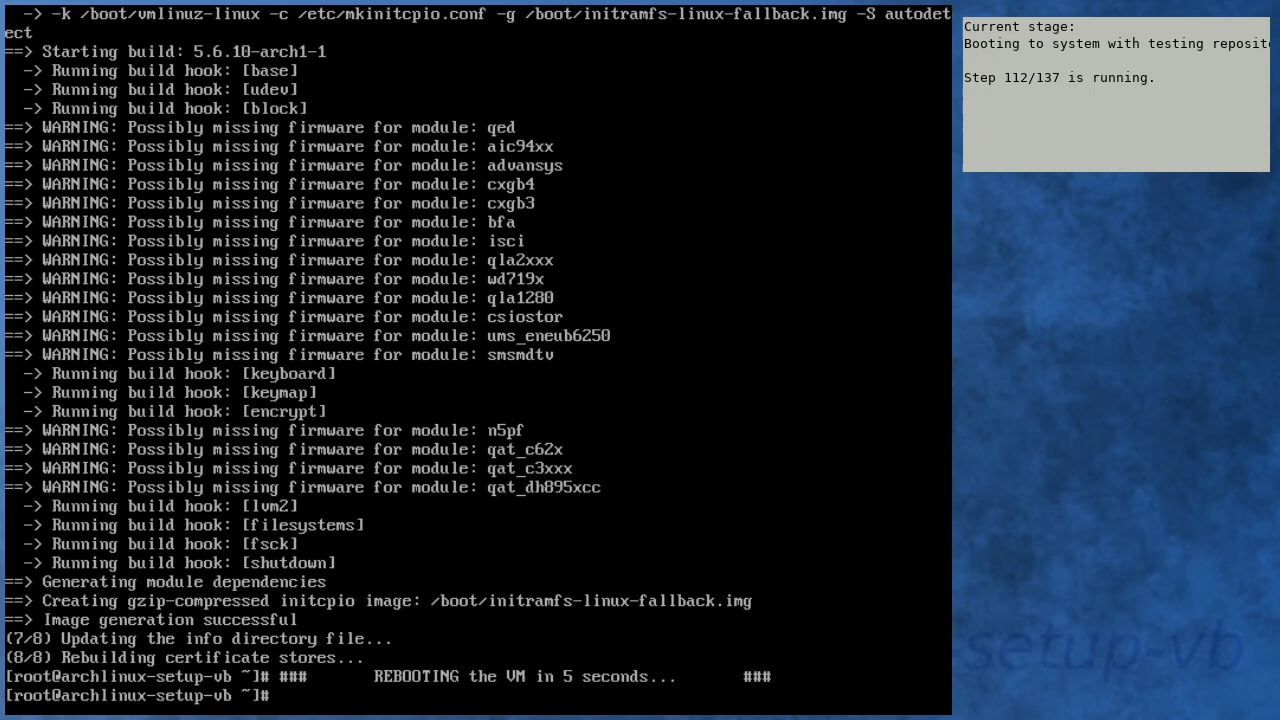 -> -k /boot/vmlinuz-linux -c /etc/mkinitcpio.conf -g /boot/initramfs-linux-fallback.img -S autodet
ect
==> Starting build: 5.6.10-arch1-1
-> Running build hook: [base]
-> Running build hook: [udev]
-> Running build hook: [block]
==> WARNING: Possibly missing firmware for module: qed
==> WARNING: Possibly missing firmware for module: aic94xx
==> WARNING: Possibly missing firmware for module: advansys
==> WARNING: Possibly missing firmware for module: cxgb4
==> WARNING: Possibly missing firmware for module: cxgb3
==> WARNING: Possibly missing firmware for module: bfa
==> WARNING: Possibly missing firmware for module: isci
==> WARNING: Possibly missing firmware for module: qla2xxx
==> WARNING: Possibly missing firmware for module: wd719x
==> WARNING: Possibly missing firmware for module: qla1280
==> WARNING: Possibly missing firmware for module: csiostor
==> WARNING: Possibly missing firmware for module: ums_eneub6250
==> WARNING: Possibly missing firmware for module: smsmdtv
-> Running build hook: [keyboard]
-> Running build hook: [keymap]
-> Running build hook: [encrypt]
==> WARNING: Possibly missing firmware for module: n5pf
==> WARNING: Possibly missing firmware for module: qat_c62x
==> WARNING: Possibly missing firmware for module: qat_c3xxx
==> WARNING: Possibly missing firmware for module: qat_dh895xcc
-> Running build hook: [lvm2]
-> Running build hook: [filesystems]
-> Running build hook: [fsck]
-> Running build hook: [shutdown]
==> Generating module dependencies
==> Creating gzip-compressed initcpio image: /boot/initramfs-linux-fallback.img
==> Image generation successful
(7/8) Updating the info directory file...
(8/8) Rebuilding certificate stores...
[root@archlinux-setup-vb ~]# ###       REBOOTING the VM in 5 seconds...       ###
[root@archlinux-setup-vb ~]#
Current stage:
Booting to system with testing reposito
Step 112/137 is running.
setup-vb